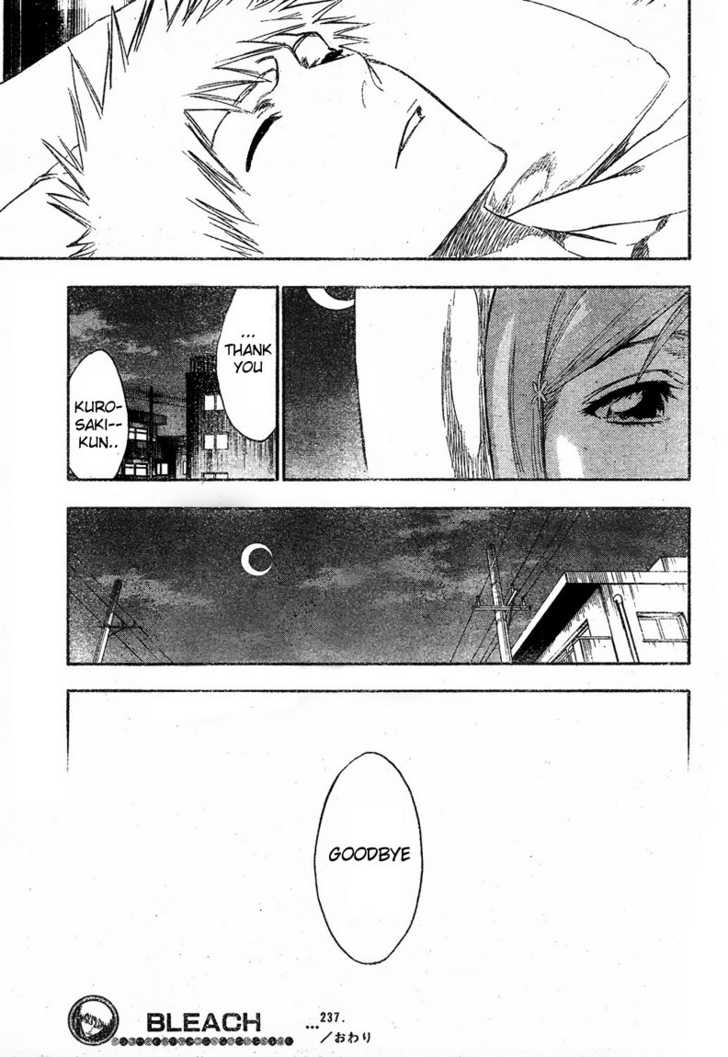 ...
THANK
YOU
KURO-
SAKI--
KUN..
GOODBYE
BLEACH
...237.
／おわり